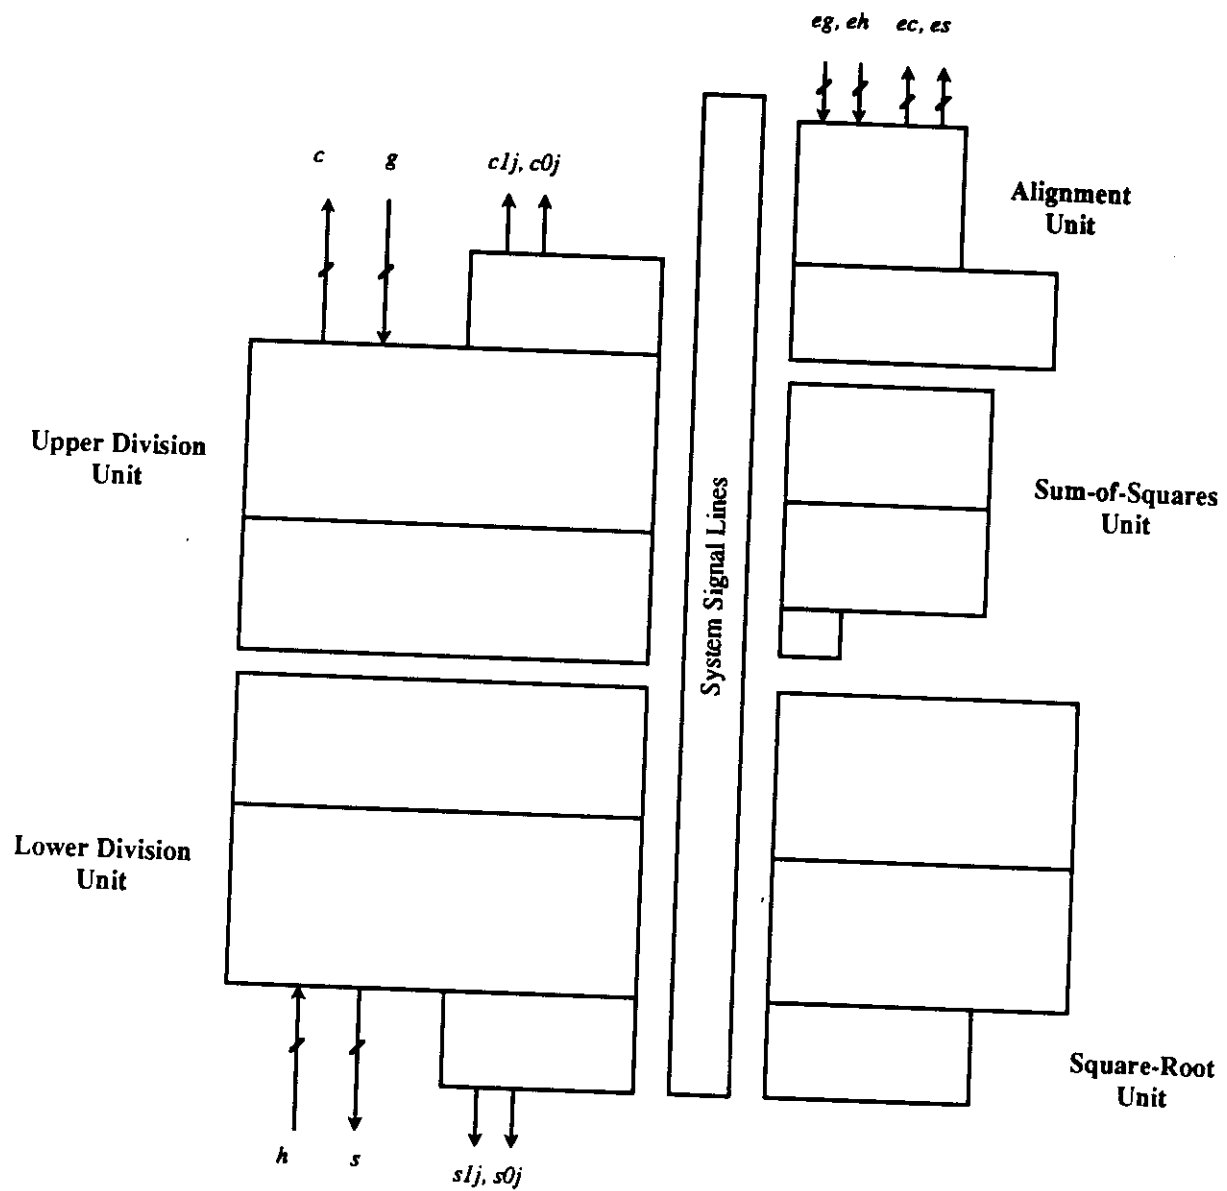 eg, eh ec, es
c g c1j, c0j
Alignment
Unit
Upper Division
Unit
System Signal Lines
Sum-of-Squares
Unit
Lower Division
Unit
Square-Root
Unit
h s s1j, s0j